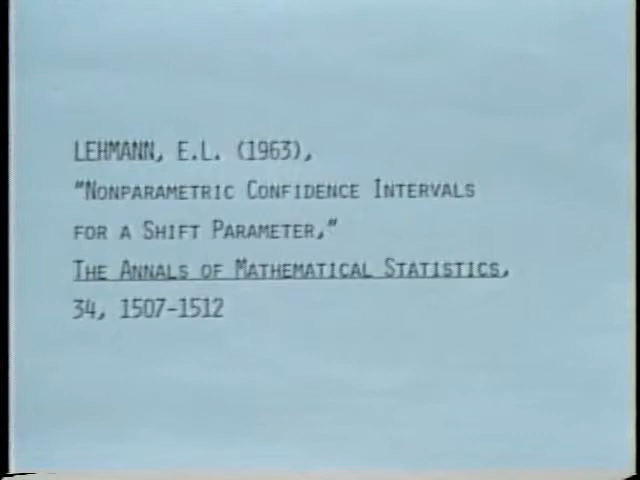 LEHMANN, E.L. (1963),
"NONPARAMETRIC CONFIDENCE INTERVALS
FOR A SHIFT PARAMETER,"
THE ANNALS OF MATHEMATICAL STATISTICS,
34, 1507-1512